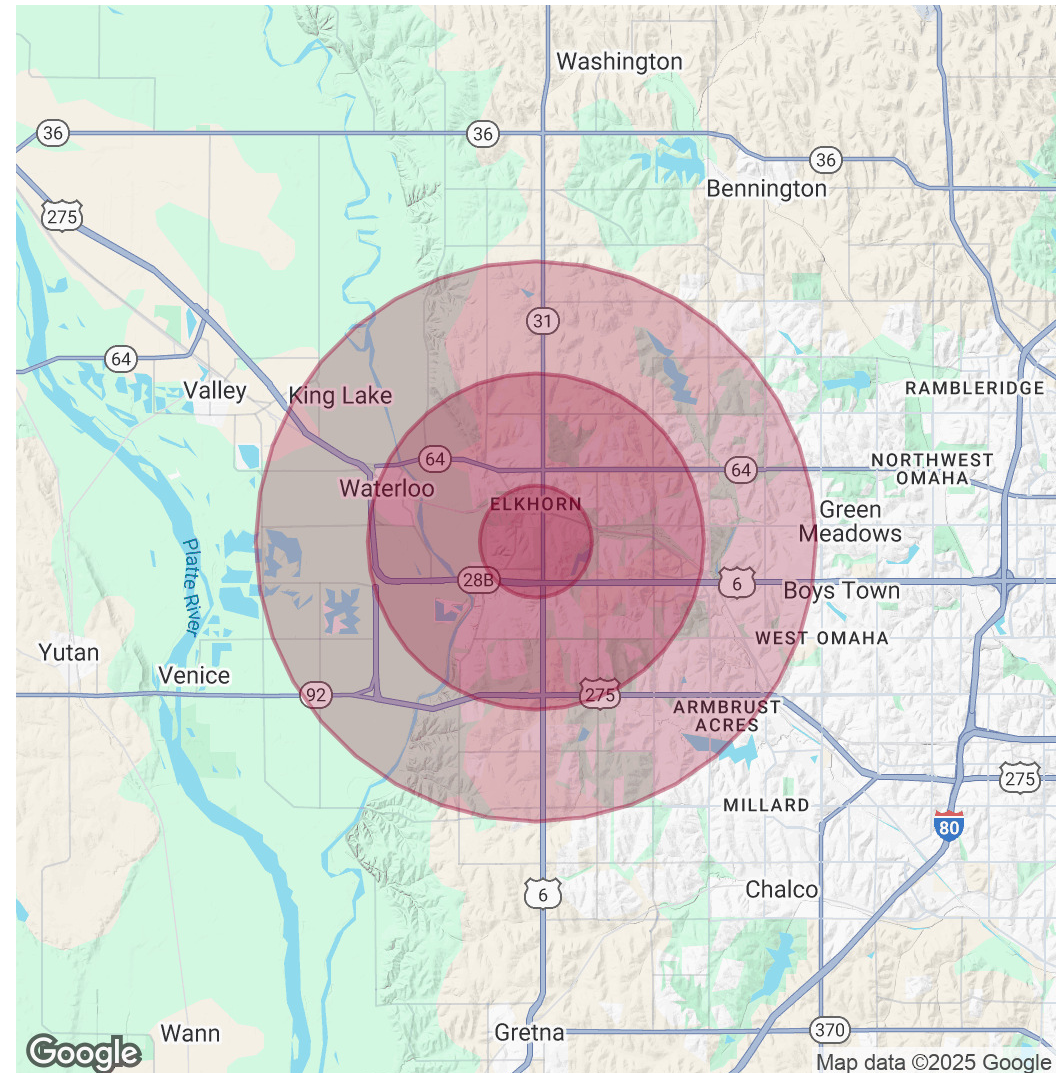 Washington
36
36
36
Bennington
275
31
64
Valley
King Lake
RAMBLERIDGE
64
64
NORTHWEST
OMAHA
Waterloo
ELKHORN
Green
Meadows
Platte River
28B
6
Boys Town
WEST OMAHA
Yutan
Venice
92
275
ARMBRUST
ACRES
275
MILLARD
80
6
Chalco
Wann
Gretna
370
Google
Map data ©2025 Google